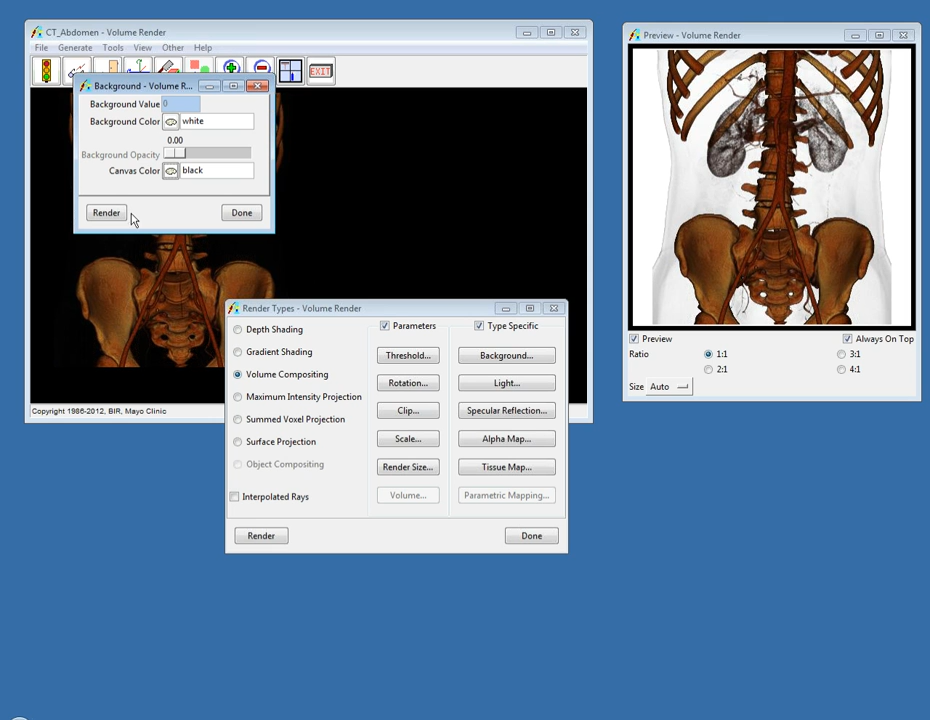 CT_Abdomen - Volume Render
File Generate Tools View Other Help
EXIT
Background - Volume R...
Background Value 0
Background Color white
0.00
Background Opacity
Canvas Color black
Render Done
Copyright 1986-2012, BIR, Mayo Clinic
Render Types - Volume Render
Depth Shading
Gradient Shading
Volume Compositing
Maximum Intensity Projection
Summed Voxel Projection
Surface Projection
Object Compositing
Interpolated Rays
Parameters
Threshold...
Rotation...
Clip...
Scale...
Render Size...
Volume...
Type Specific
Background...
Light...
Specular Reflection...
Alpha Map...
Tissue Map...
Parametric Mapping...
Render Done
Preview - Volume Render
Preview Always On Top
Ratio 1:1 3:1
2:1 4:1
Size Auto